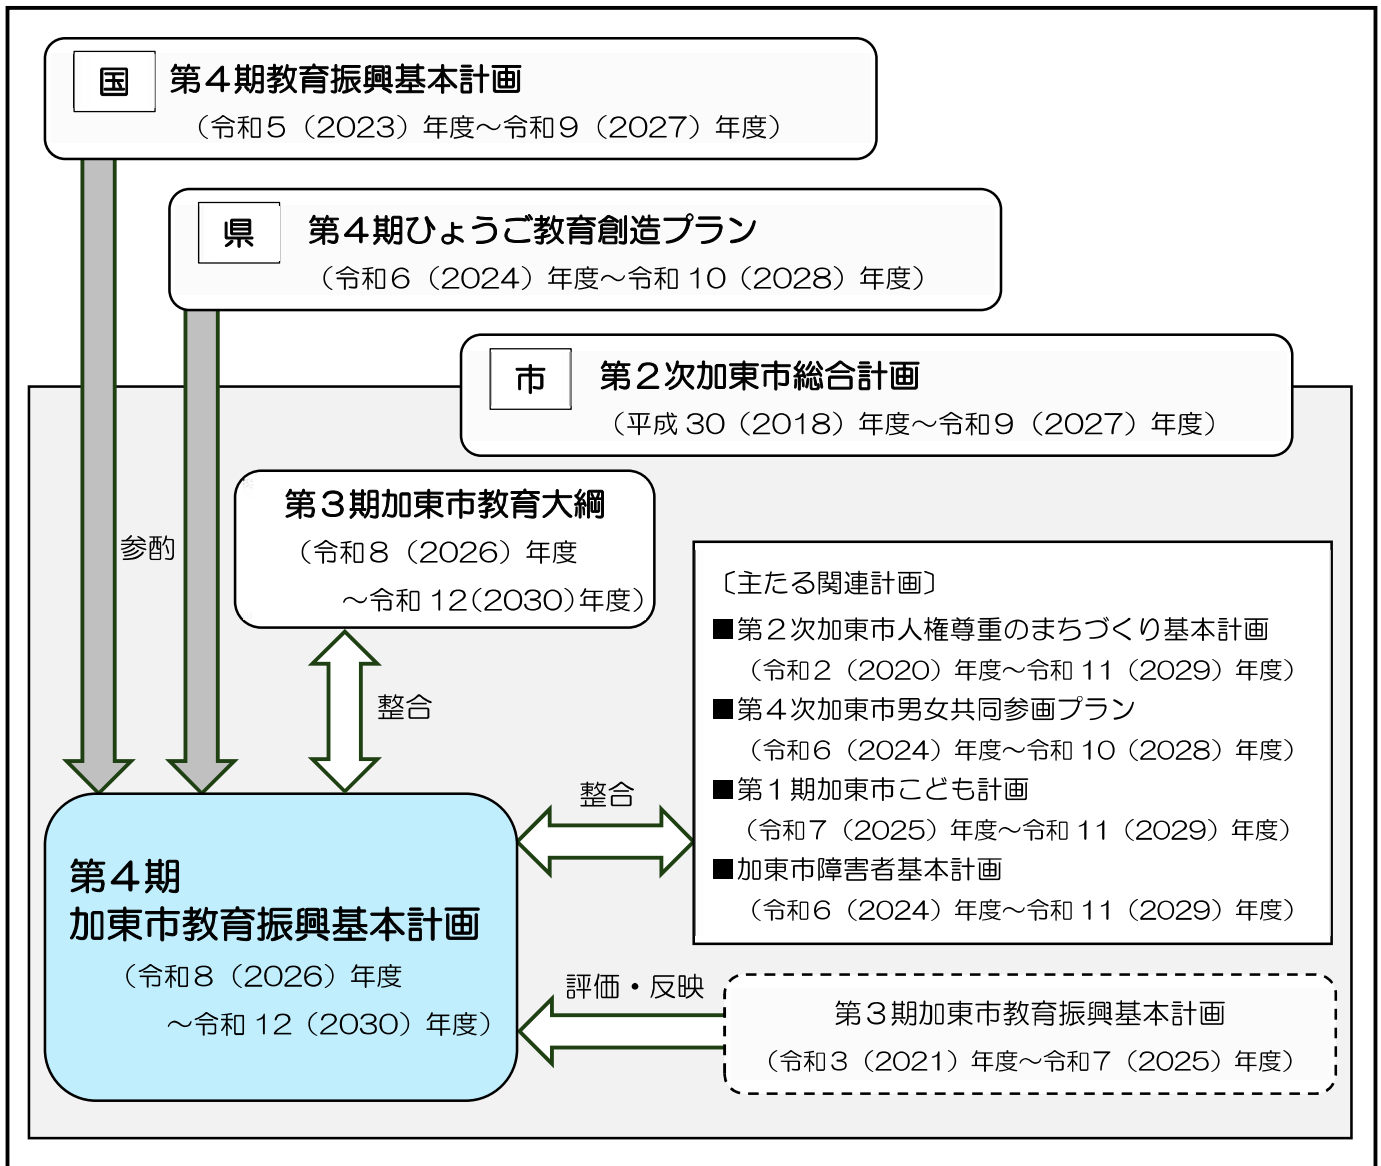 国 第４期教育振興基本計画
（令和５（2023）年度～令和９（2027）年度）
県 第４期ひょうご教育創造プラン
（令和６（2024）年度～令和 10（2028）年度）
市 第２次加東市総合計画
（平成 30（2018）年度～令和９（2027）年度）
第３期加東市教育大綱
（令和８（2026）年度
～令和 12(2030)年度）
参酌
整合
〔主たる関連計画〕
■第２次加東市人権尊重のまちづくり基本計画
（令和２（2020）年度～令和 11（2029）年度）
■第４次加東市男女共同参画プラン
（令和６（2024）年度～令和 10（2028）年度）
■第１期加東市こども計画
（令和７（2025）年度～令和 11（2029）年度）
■加東市障害者基本計画
（令和６（2024）年度～令和 11（2029）年度）
整合
第４期
加東市教育振興基本計画
（令和８（2026）年度
～令和 12（2030）年度）
評価・反映
第３期加東市教育振興基本計画
（令和３（2021）年度～令和７（2025）年度）